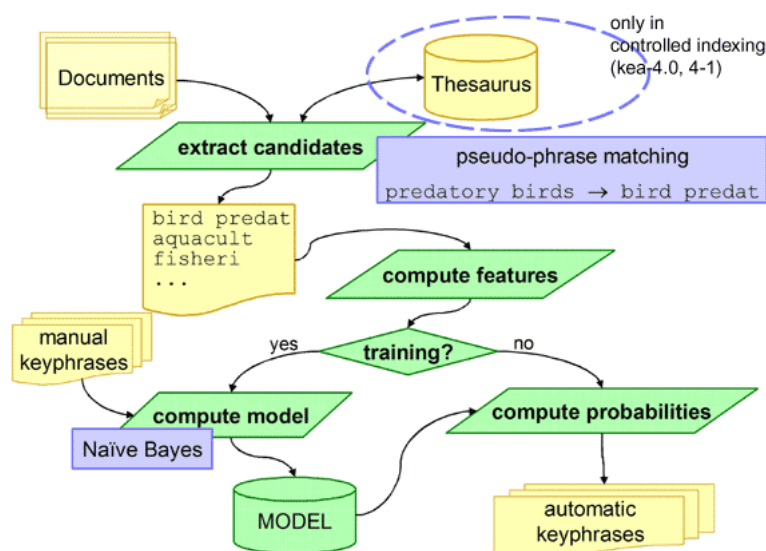 only in
controlled indexing
(kea-4.0, 4-1)
Documents
Thesaurus
extract candidates
pseudo-phrase matching
predatory birds → bird predat
bird predat
aquacult
fisheri
...
compute features
manual
keyphrases
yes
training?
no
compute model
compute probabilities
Naïve Bayes
MODEL
automatic
keyphrases